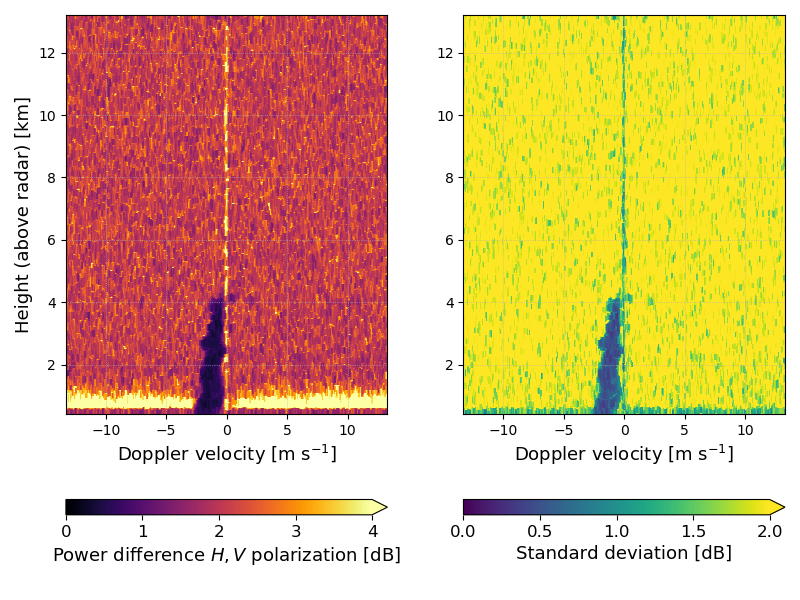 12
10
8
6
4
2
Height (above radar) [km]
−10 −5 0 5 10
Doppler velocity [m s⁻¹]
12
10
8
6
4
2
−10 −5 0 5 10
Doppler velocity [m s⁻¹]
0 1 2 3 4
Power difference H, V polarization [dB]
0.0 0.5 1.0 1.5 2.0
Standard deviation [dB]